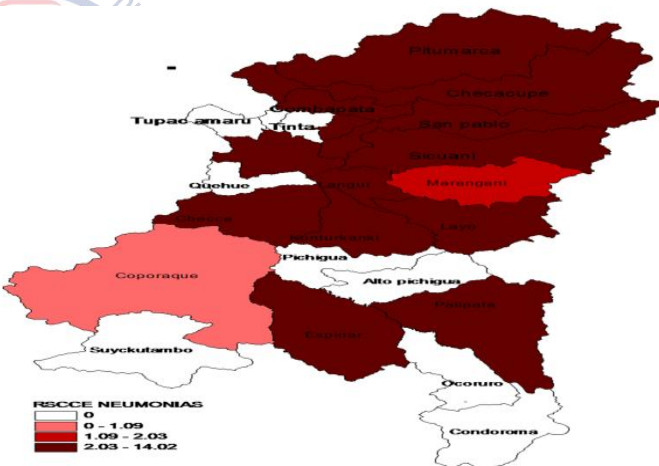 Pitumarca
Checacupe
Combapata
Tupac amaru
Tinta
San pablo
Sicuani
Marangani
Quehue
Langui
Checca
Layo
Pichigua
Coporaque
Alto pichigua
Pallpata
Espinar
Suyckutambo
Ocoruro
Condoroma
RSCCE NEUMONIAS
0
0 - 1.09
1.09 - 2.03
2.03 - 14.02